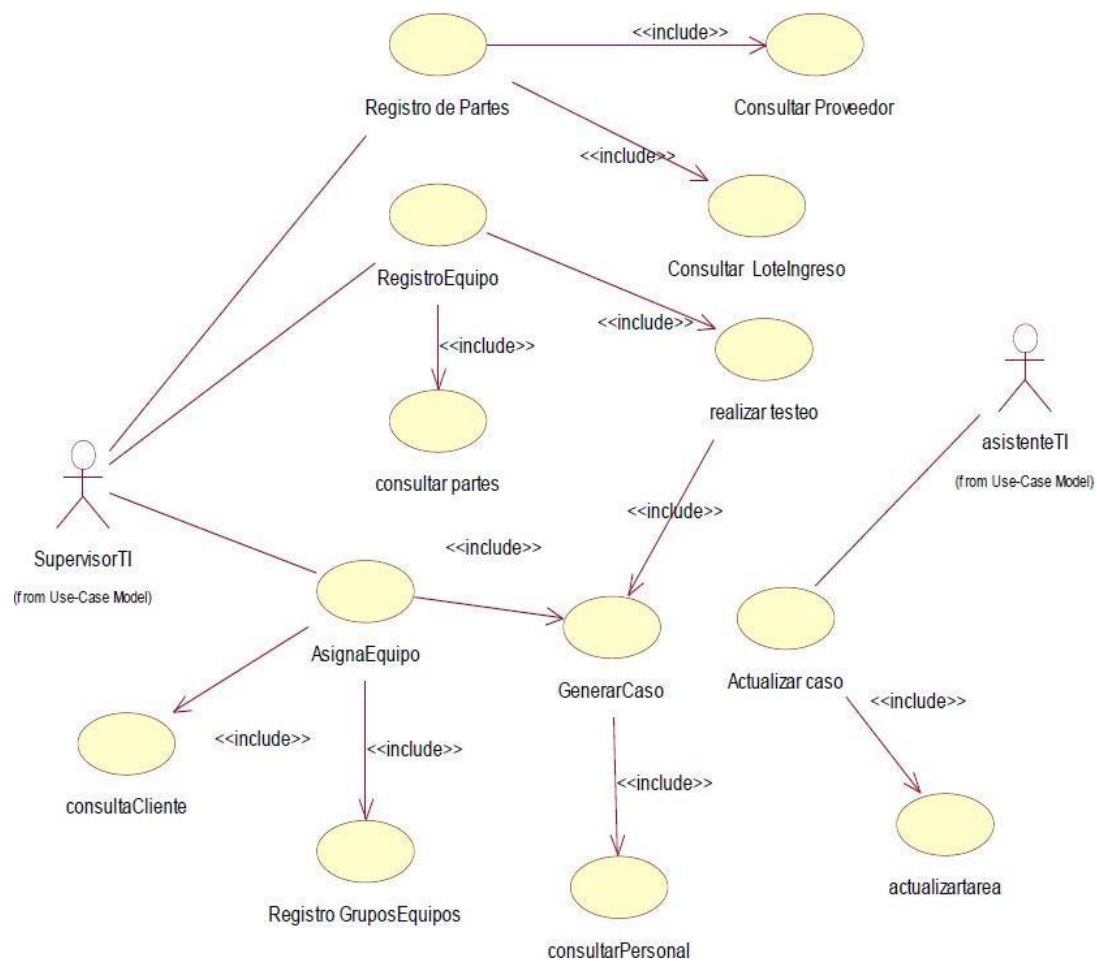 <<include>>
Registro de Partes
Consultar Proveedor
<<include>>
RegistroEquipo
Consultar LoteIngreso
<<include>>
<<include>>
realizar testeo
asistenteTI
(from Use-Case Model)
consultar partes
<<include>>
<<include>>
SupervisorTI
(from Use-Case Model)
AsignaEquipo
GenerarCaso
Actualizar caso
<<include>>
<<include>>
<<include>>
<<include>>
consultaCliente
actualizartarea
Registro GruposEquipos
consultarPersonal